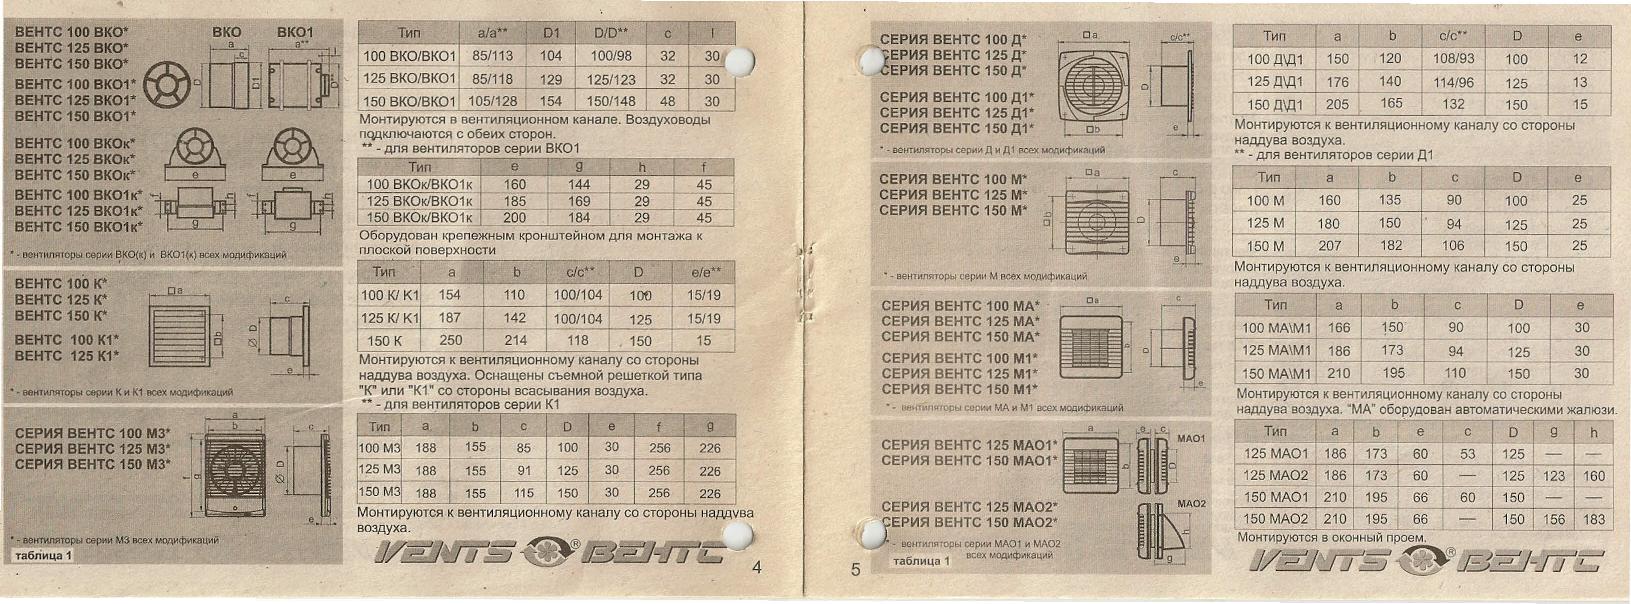 ВЕНТС 100 ВКО*
ВЕНТС 125 ВКО*
ВЕНТС 150 ВКО*
ВЕНТС 100 ВКО1*
ВЕНТС 125 ВКО1*
ВЕНТС 150 ВКО1*
ВЕНТС 100 ВКОк*
ВЕНТС 125 ВКОк*
ВЕНТС 150 ВКОк*
ВЕНТС 100 ВКО1к*
ВЕНТС 125 ВКО1к*
ВЕНТС 150 ВКО1к*
ВКО ВКО1
a a**
c l
D D1 D**
e e
f h f h
g g
* - вентиляторы серии ВКО(к) и ВКО1(к) всех модификаций
Тип a/a** D1 D/D** c l
100 ВКО/ВКО1 85/113 104 100/98 32 30
125 ВКО/ВКО1 85/118 129 125/123 32 30
150 ВКО/ВКО1 105/128 154 150/148 48 30
Монтируются в вентиляционном канале. Воздуховоды
подключаются с обеих сторон.
** - для вентиляторов серии ВКО1
Тип e g h f
100 ВКОк/ВКО1к 160 144 29 45
125 ВКОк/ВКО1к 185 169 29 45
150 ВКОк/ВКО1к 200 184 29 45
Оборудован крепежным кронштейном для монтажа к
плоской поверхности
ВЕНТС 100 К*
ВЕНТС 125 К*
ВЕНТС 150 К*
ВЕНТС 100 К1*
ВЕНТС 125 К1*
□a c
□b ∅ D
e
* - вентиляторы серии К и К1 всех модификаций
Тип a b c/c** D e/e**
100 К/ К1 154 110 100/104 100 15/19
125 К/ К1 187 142 100/104 125 15/19
150 К 250 214 118 150 15
Монтируются к вентиляционному каналу со стороны
наддува воздуха. Оснащены съемной решеткой типа
"К" или "К1" со стороны всасывания воздуха.
** - для вентиляторов серии К1
СЕРИЯ ВЕНТС 100 М3*
СЕРИЯ ВЕНТС 125 М3*
СЕРИЯ ВЕНТС 150 М3*
a
b c
f g ∅ D
e
* - вентиляторы серии М3 всех модификаций
таблица 1
Тип a b c D e f g
100 М3 188 155 85 100 30 256 226
125 М3 188 155 91 125 30 256 226
150 М3 188 155 115 150 30 256 226
Монтируются к вентиляционному каналу со стороны наддува
воздуха.
VENTS ® ВЕНТС
4
СЕРИЯ ВЕНТС 100 Д*
СЕРИЯ ВЕНТС 125 Д*
СЕРИЯ ВЕНТС 150 Д*
СЕРИЯ ВЕНТС 100 Д1*
СЕРИЯ ВЕНТС 125 Д1*
СЕРИЯ ВЕНТС 150 Д1*
□a c/c**
D
□b e
* - вентиляторы серии Д и Д1 всех модификаций
Тип a b c/c** D e
100 Д\Д1 150 120 108/93 100 12
125 Д\Д1 176 140 114/96 125 13
150 Д\Д1 205 165 132 150 15
Монтируются к вентиляционному каналу со стороны
наддува воздуха.
** - для вентиляторов серии Д1
СЕРИЯ ВЕНТС 100 М*
СЕРИЯ ВЕНТС 125 М*
СЕРИЯ ВЕНТС 150 М*
□a c
□b D
e
* - вентиляторы серии М всех модификаций
Тип a b c D e
100 М 160 135 90 100 25
125 М 180 150 94 125 25
150 М 207 182 106 150 25
Монтируются к вентиляционному каналу со стороны
наддува воздуха.
СЕРИЯ ВЕНТС 100 МА*
СЕРИЯ ВЕНТС 125 МА*
СЕРИЯ ВЕНТС 150 МА*
СЕРИЯ ВЕНТС 100 М1*
СЕРИЯ ВЕНТС 125 М1*
СЕРИЯ ВЕНТС 150 М1*
□a c
b D
e
* - вентиляторы серии МА и М1 всех модификаций
Тип a b c D e
100 МА\М1 166 150 90 100 30
125 МА\М1 186 173 94 125 30
150 МА\М1 210 195 110 150 30
Монтируются к вентиляционному каналу со стороны
наддува воздуха. "МА" оборудован автоматическими жалюзи.
СЕРИЯ ВЕНТС 125 МАО1*
СЕРИЯ ВЕНТС 150 МАО1*
СЕРИЯ ВЕНТС 125 МАО2*
СЕРИЯ ВЕНТС 150 МАО2*
a e c МАО1
b D
МАО2
h
g
* - вентиляторы серии МАО1 и МАО2
всех модификаций
таблица 1
Тип a b e c D g h
125 МАО1 186 173 60 53 125 — —
125 МАО2 186 173 60 — 125 123 160
150 МАО1 210 195 66 60 150 — —
150 МАО2 210 195 66 — 150 156 183
Монтируются в оконный проем.
VENTS ® ВЕНТС
5